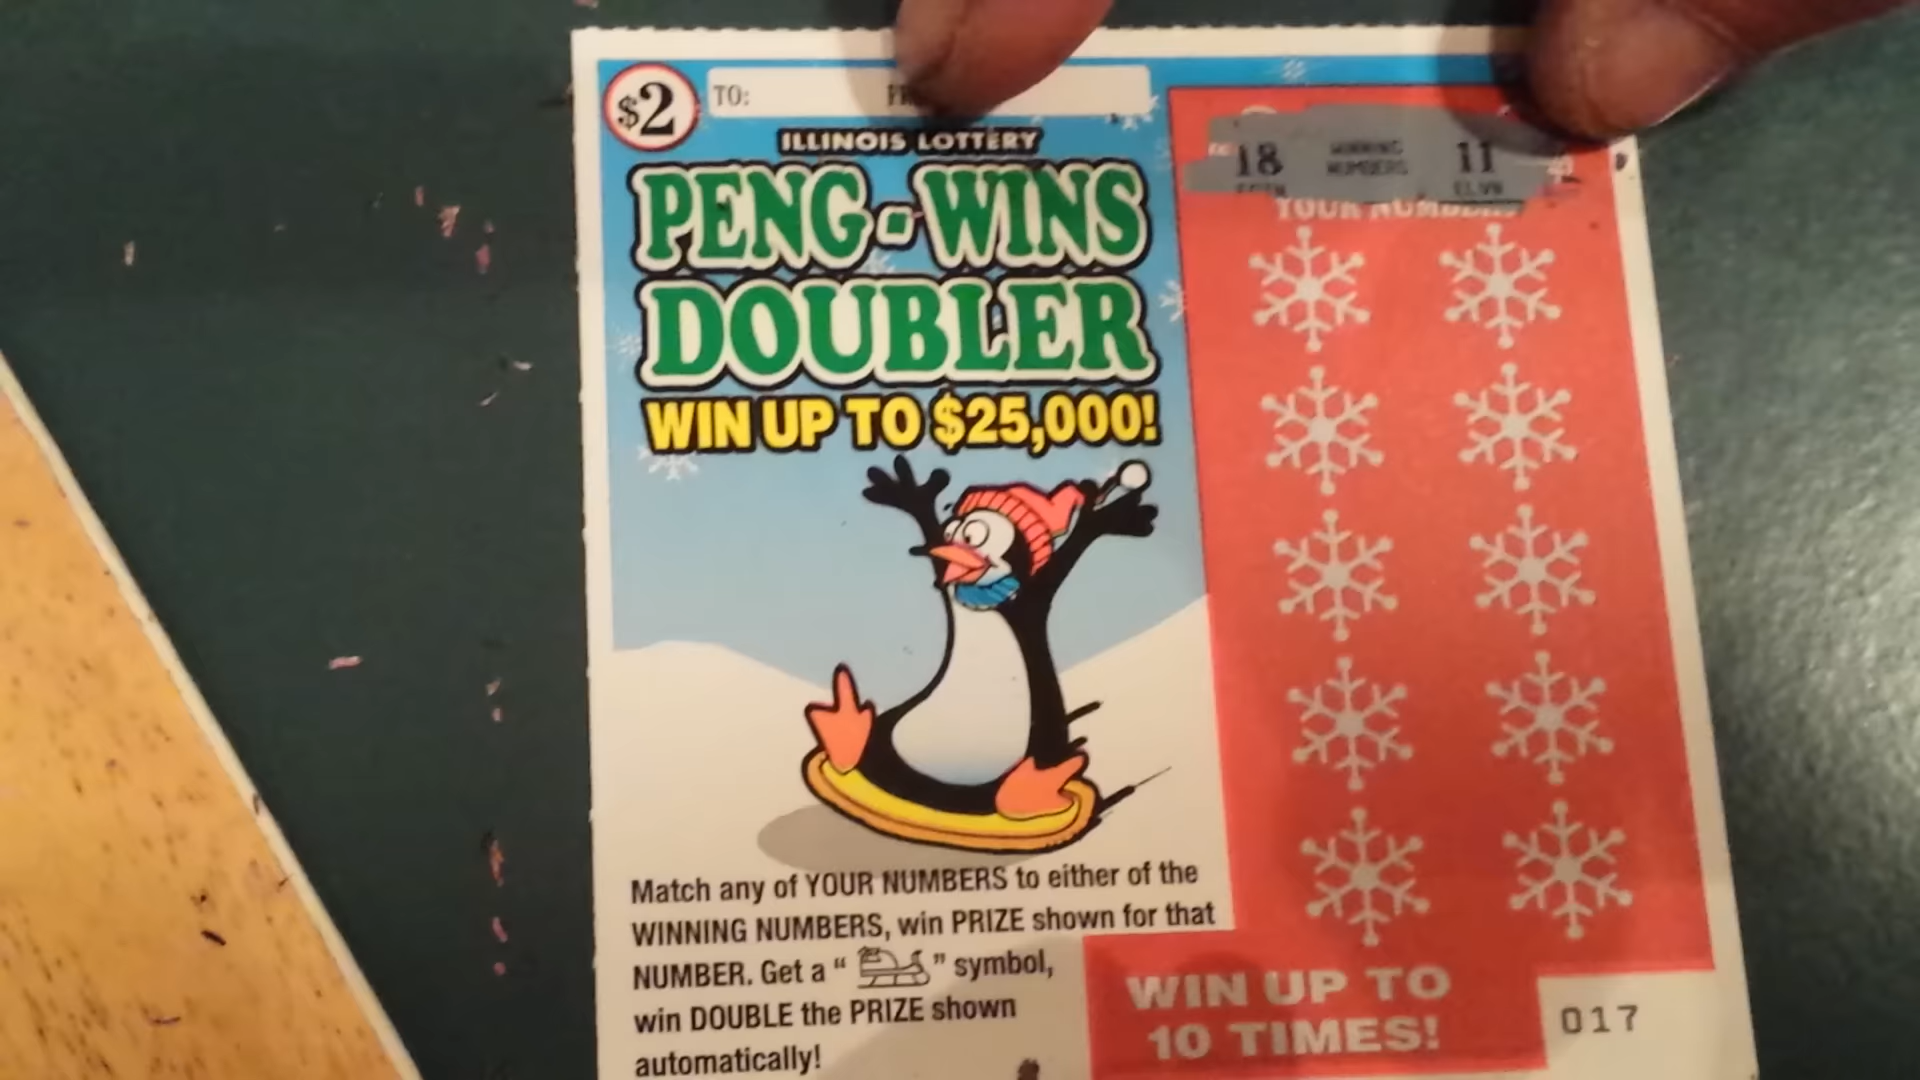 $2
TO:
ILLINOIS LOTTERY
PENG-WINS
DOUBLER
WIN UP TO $25,000!
18 WINNING NUMBERS 11
ELVN
YOUR NUMBERS
Match any of YOUR NUMBERS to either of the
WINNING NUMBERS, win PRIZE shown for that
NUMBER. Get a “ ” symbol,
win DOUBLE the PRIZE shown
automatically!
WIN UP TO
10 TIMES!
017